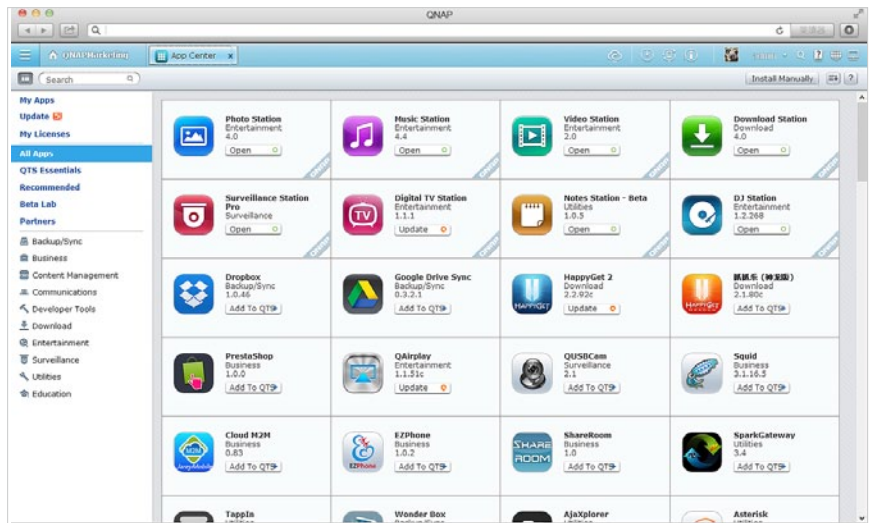 QNAP
QNAPMarketing
App Center x
Search
Install Manually
?
My Apps
Update
My Licenses
All Apps
QTS Essentials
Recommended
Beta Lab
Partners
Backup/Sync
Business
Content Management
Communications
Developer Tools
Download
Entertainment
Surveillance
Utilities
Education
Photo Station
Entertainment
4.0
Open
Music Station
Entertainment
4.4
Open
Video Station
Entertainment
2.0
Open
Download Station
Download
4.0
Open
Surveillance Station
Pro
Surveillance
Open
TV
Digital TV Station
Entertainment
1.1.1
Update
Notes Station - Beta
Utilities
1.0.5
Open
DJ Station
Entertainment
1.2.268
Open
Dropbox
Backup/Sync
1.0.46
Add To QTS
Google Drive Sync
Backup/Sync
0.3.2.1
Add To QTS
HAPPYGET
HappyGet 2
Download
2.2.92c
Update
HAPPYGET
Download
2.1.80c
Add To QTS
PrestaShop
Business
1.0.0
Add To QTS
QAirplay
Entertainment
1.1.51c
Update
QUSBCam
Surveillance
2.1
Add To QTS
Squid
Business
3.1.16.5
Add To QTS
M2M
Cloud M2M
Business
0.83
Add To QTS
EZPhone
EZPhone
Business
1.0.2
Add To QTS
SHARE
ROOM
ShareRoom
Business
1.0
Add To QTS
SparkGateway
Utilities
3.4
Add To QTS
TappIn
Wonder Box
AjaXplorer
Asterisk